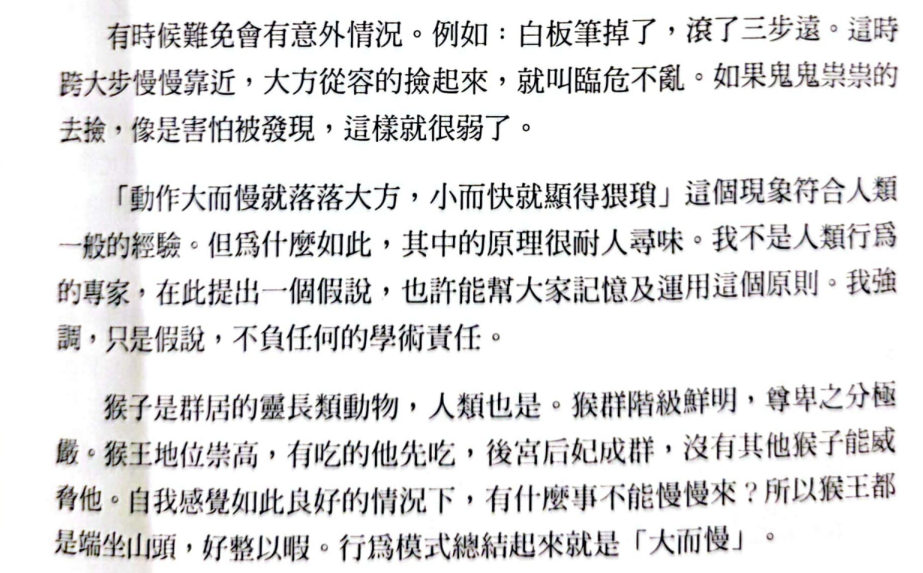 有時候難免會有意外情況。例如：白板筆掉了，滾了三步遠。這時
跨大步慢慢靠近，大方從容的撿起來，就叫臨危不亂。如果鬼鬼祟祟的
去撿，像是害怕被發現，這樣就很弱了。
「動作大而慢就落落大方，小而快就顯得猥瑣」這個現象符合人類
一般的經驗。但爲什麼如此，其中的原理很耐人尋味。我不是人類行爲
的專家，在此提出一個假說，也許能幫大家記憶及運用這個原則。我強
調，只是假說，不負任何的學術責任。
猴子是群居的靈長類動物，人類也是。猴群階級鮮明，尊卑之分極
嚴。猴王地位崇高，有吃的他先吃，後宮后妃成群，沒有其他猴子能威
脅他。自我感覺如此良好的情況下，有什麼事不能慢慢來？所以猴王都
是端坐山頭，好整以暇。行爲模式總結起來就是「大而慢」。